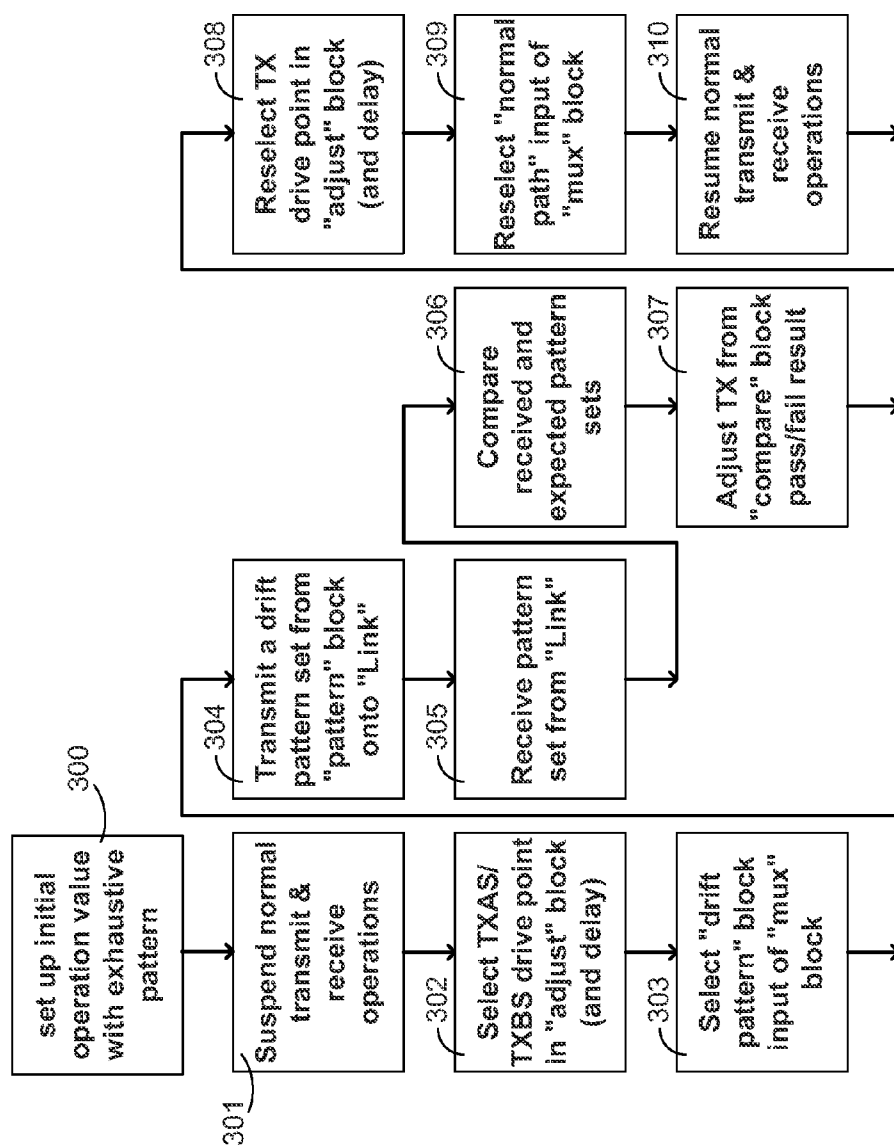 300
set up initial
operation value
with exhaustive
pattern
301
Suspend normal
transmit &
receive
operations
302
Select TXAS/
TXBS drive point
in "adjust" block
(and delay)
303
Select "drift
pattern" block
input of "mux"
block
304
Transmit a drift
pattern set from
"pattern" block
onto "Link"
305
Receive pattern
set from "Link"
306
Compare
received and
expected pattern
sets
307
Adjust TX from
"compare" block
pass/fail result
308
Reselect TX
drive point in
"adjust" block
(and delay)
309
Reselect "normal
path" input of
"mux" block
310
Resume normal
transmit &
receive
operations